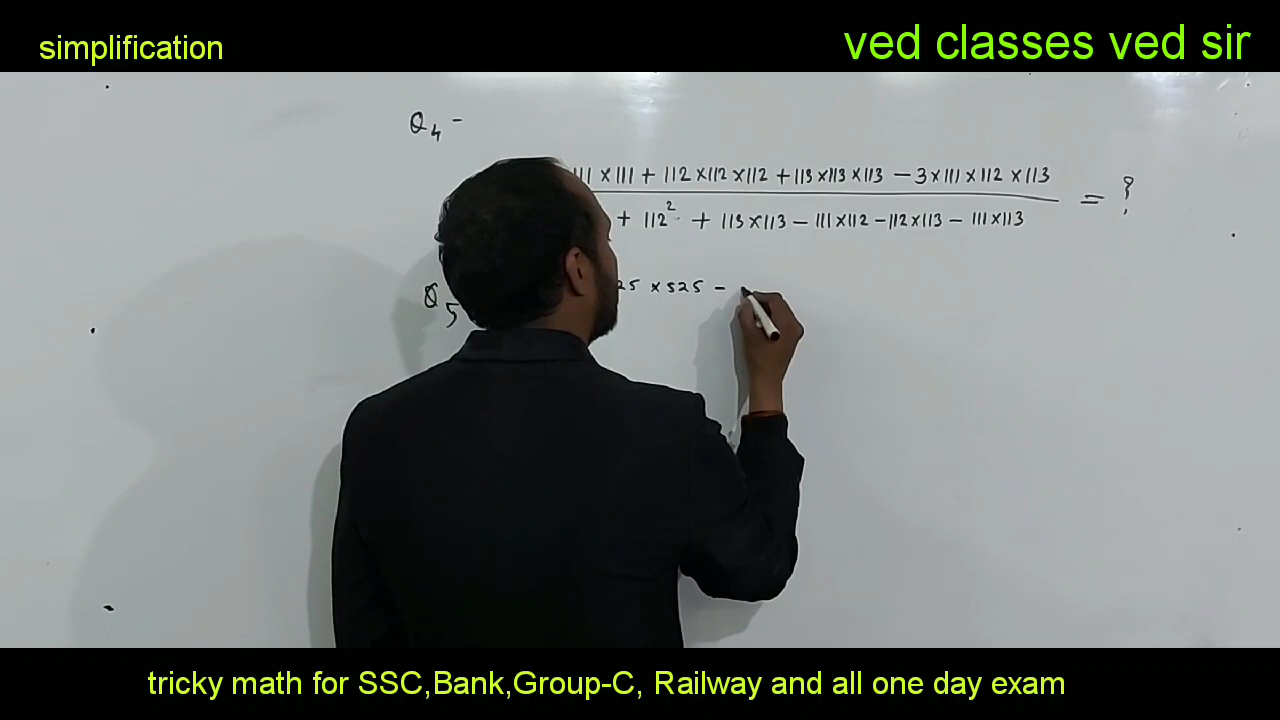 simplification
ved classes ved sir
Q4 -
111 × 111 + 112 × 112 × 112 + 113 × 113 × 113 - 3 × 111 × 112 × 113
+ 112² + 113 × 113 - 111 × 112 - 112 × 113 - 111 × 113
= ?
Q5
25 × 525 -
tricky math for SSC,Bank,Group-C, Railway and all one day exam